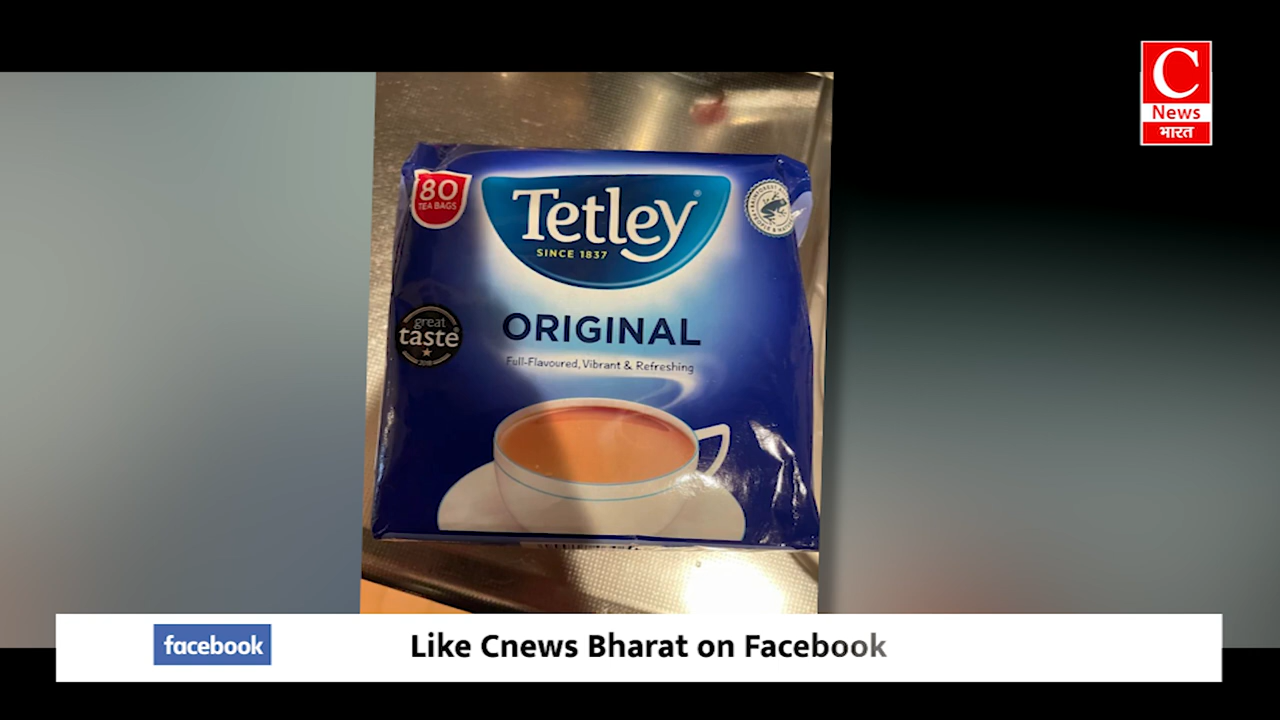 C
News
भारत
80
TEA BAGS
Tetley®
SINCE 1837
great
taste
ORIGINAL
Full-Flavoured, Vibrant & Refreshing
facebook
Like Cnews Bharat on Facebook